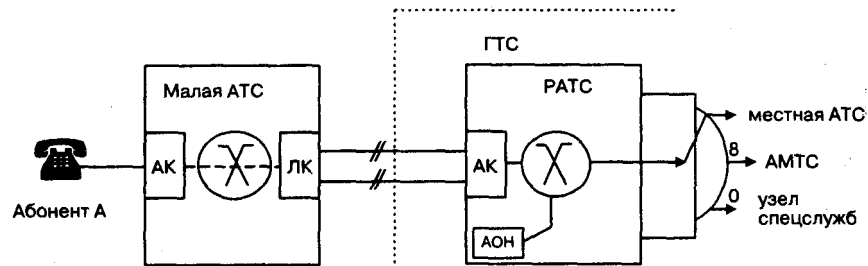 ГТС
Малая АТС
РАТС
местная АТС
АК
ЛК
АК
8
АМТС
0
узел
спецслужб
Абонент А
АОН